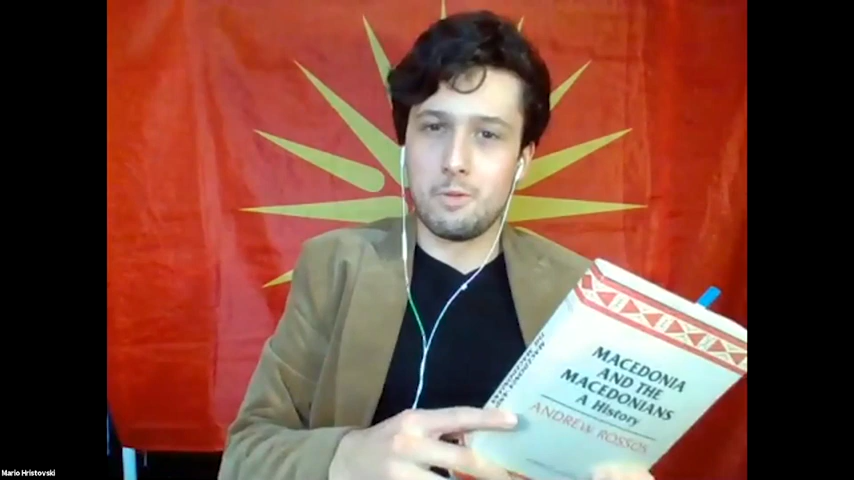 MACEDONIA
AND THE
MACEDONIANS
A History
ANDREW ROSSOS
Mario Hristovski